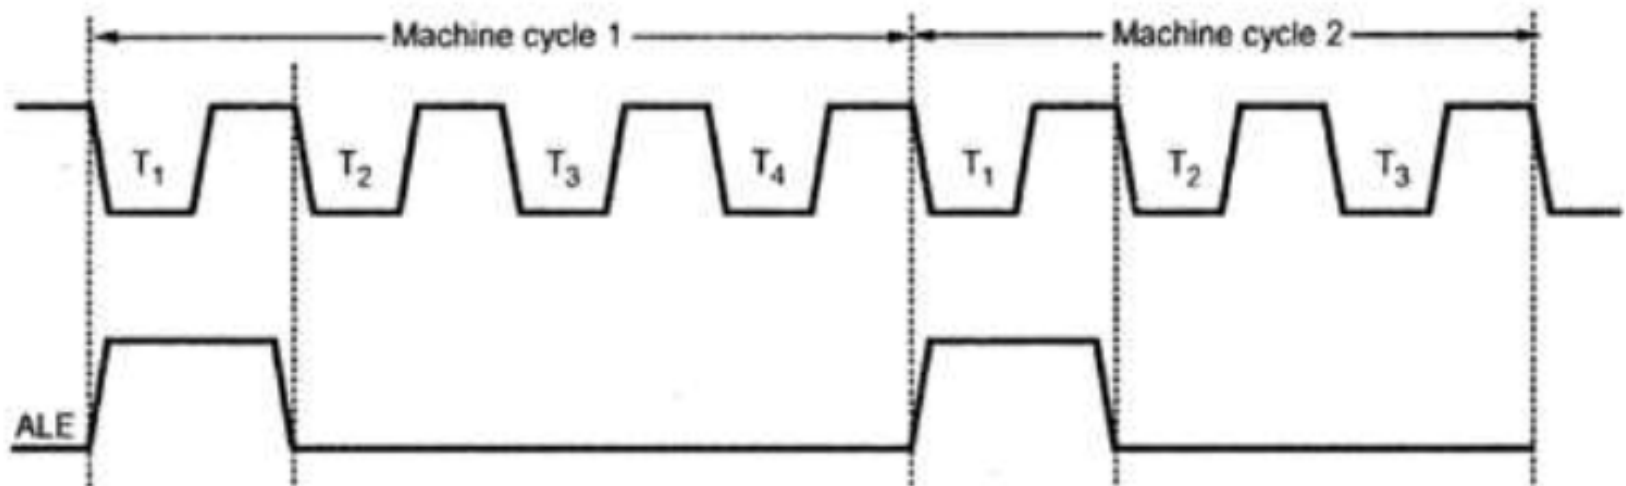 Machine cycle 1 Machine cycle 2
T₁ T₂ T₃ T₄ T₁ T₂ T₃
ALE